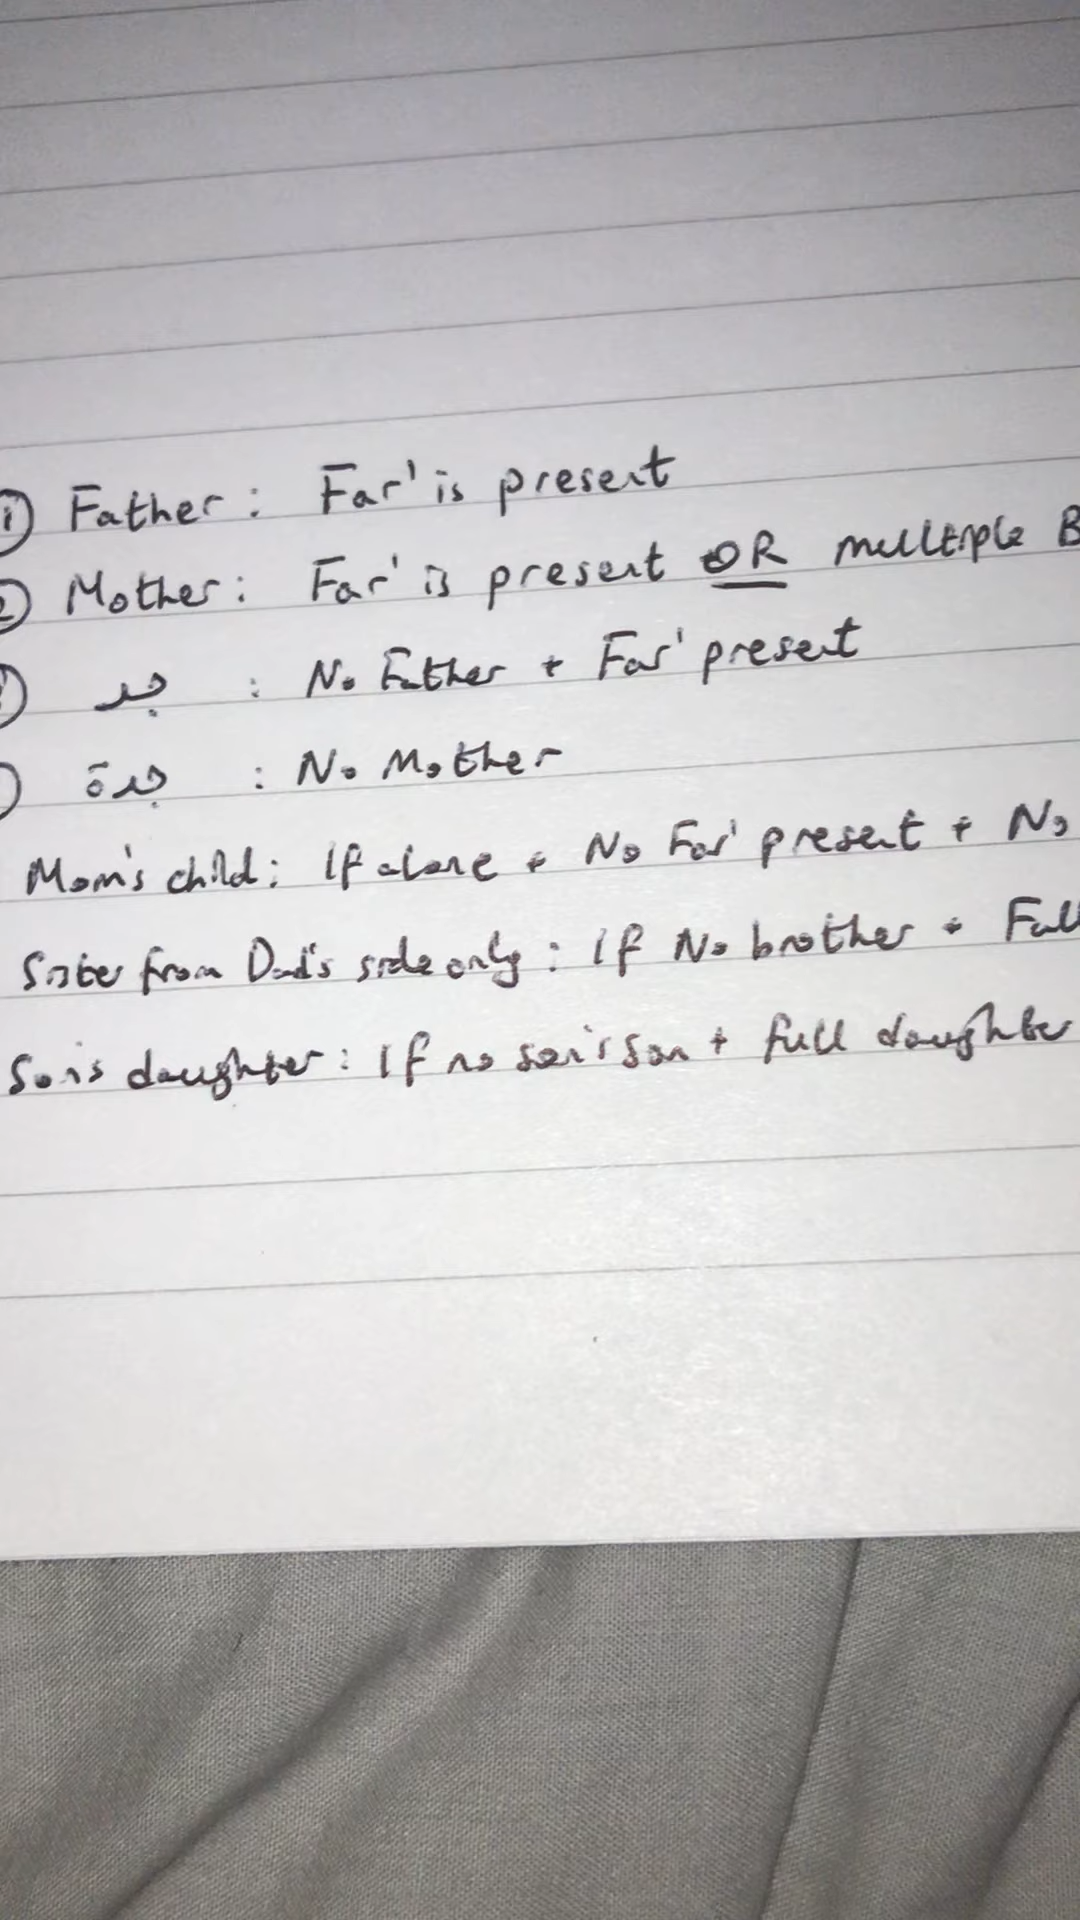 ① Father: Far' is present
② Mother: Far' is present OR multiple B
جد : No Father + Far' present
جدة : No Mother
Mom's child: If alone + No Far' present + No
Sister from Dad's side only: If No brother + Full
Son's daughter: If no son's son + full daughter